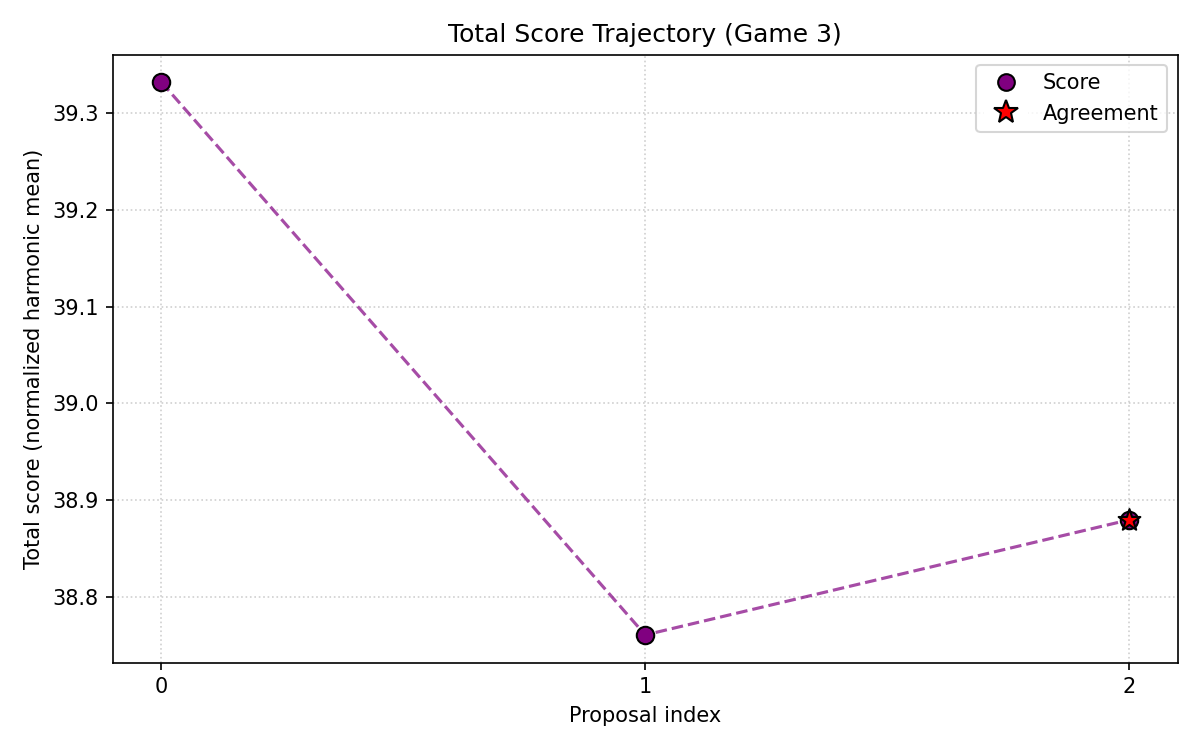 Total Score Trajectory (Game 3)
Score
Agreement
Total score (normalized harmonic mean)
39.3
39.2
39.1
39.0
38.9
38.8
0
1
2
Proposal index